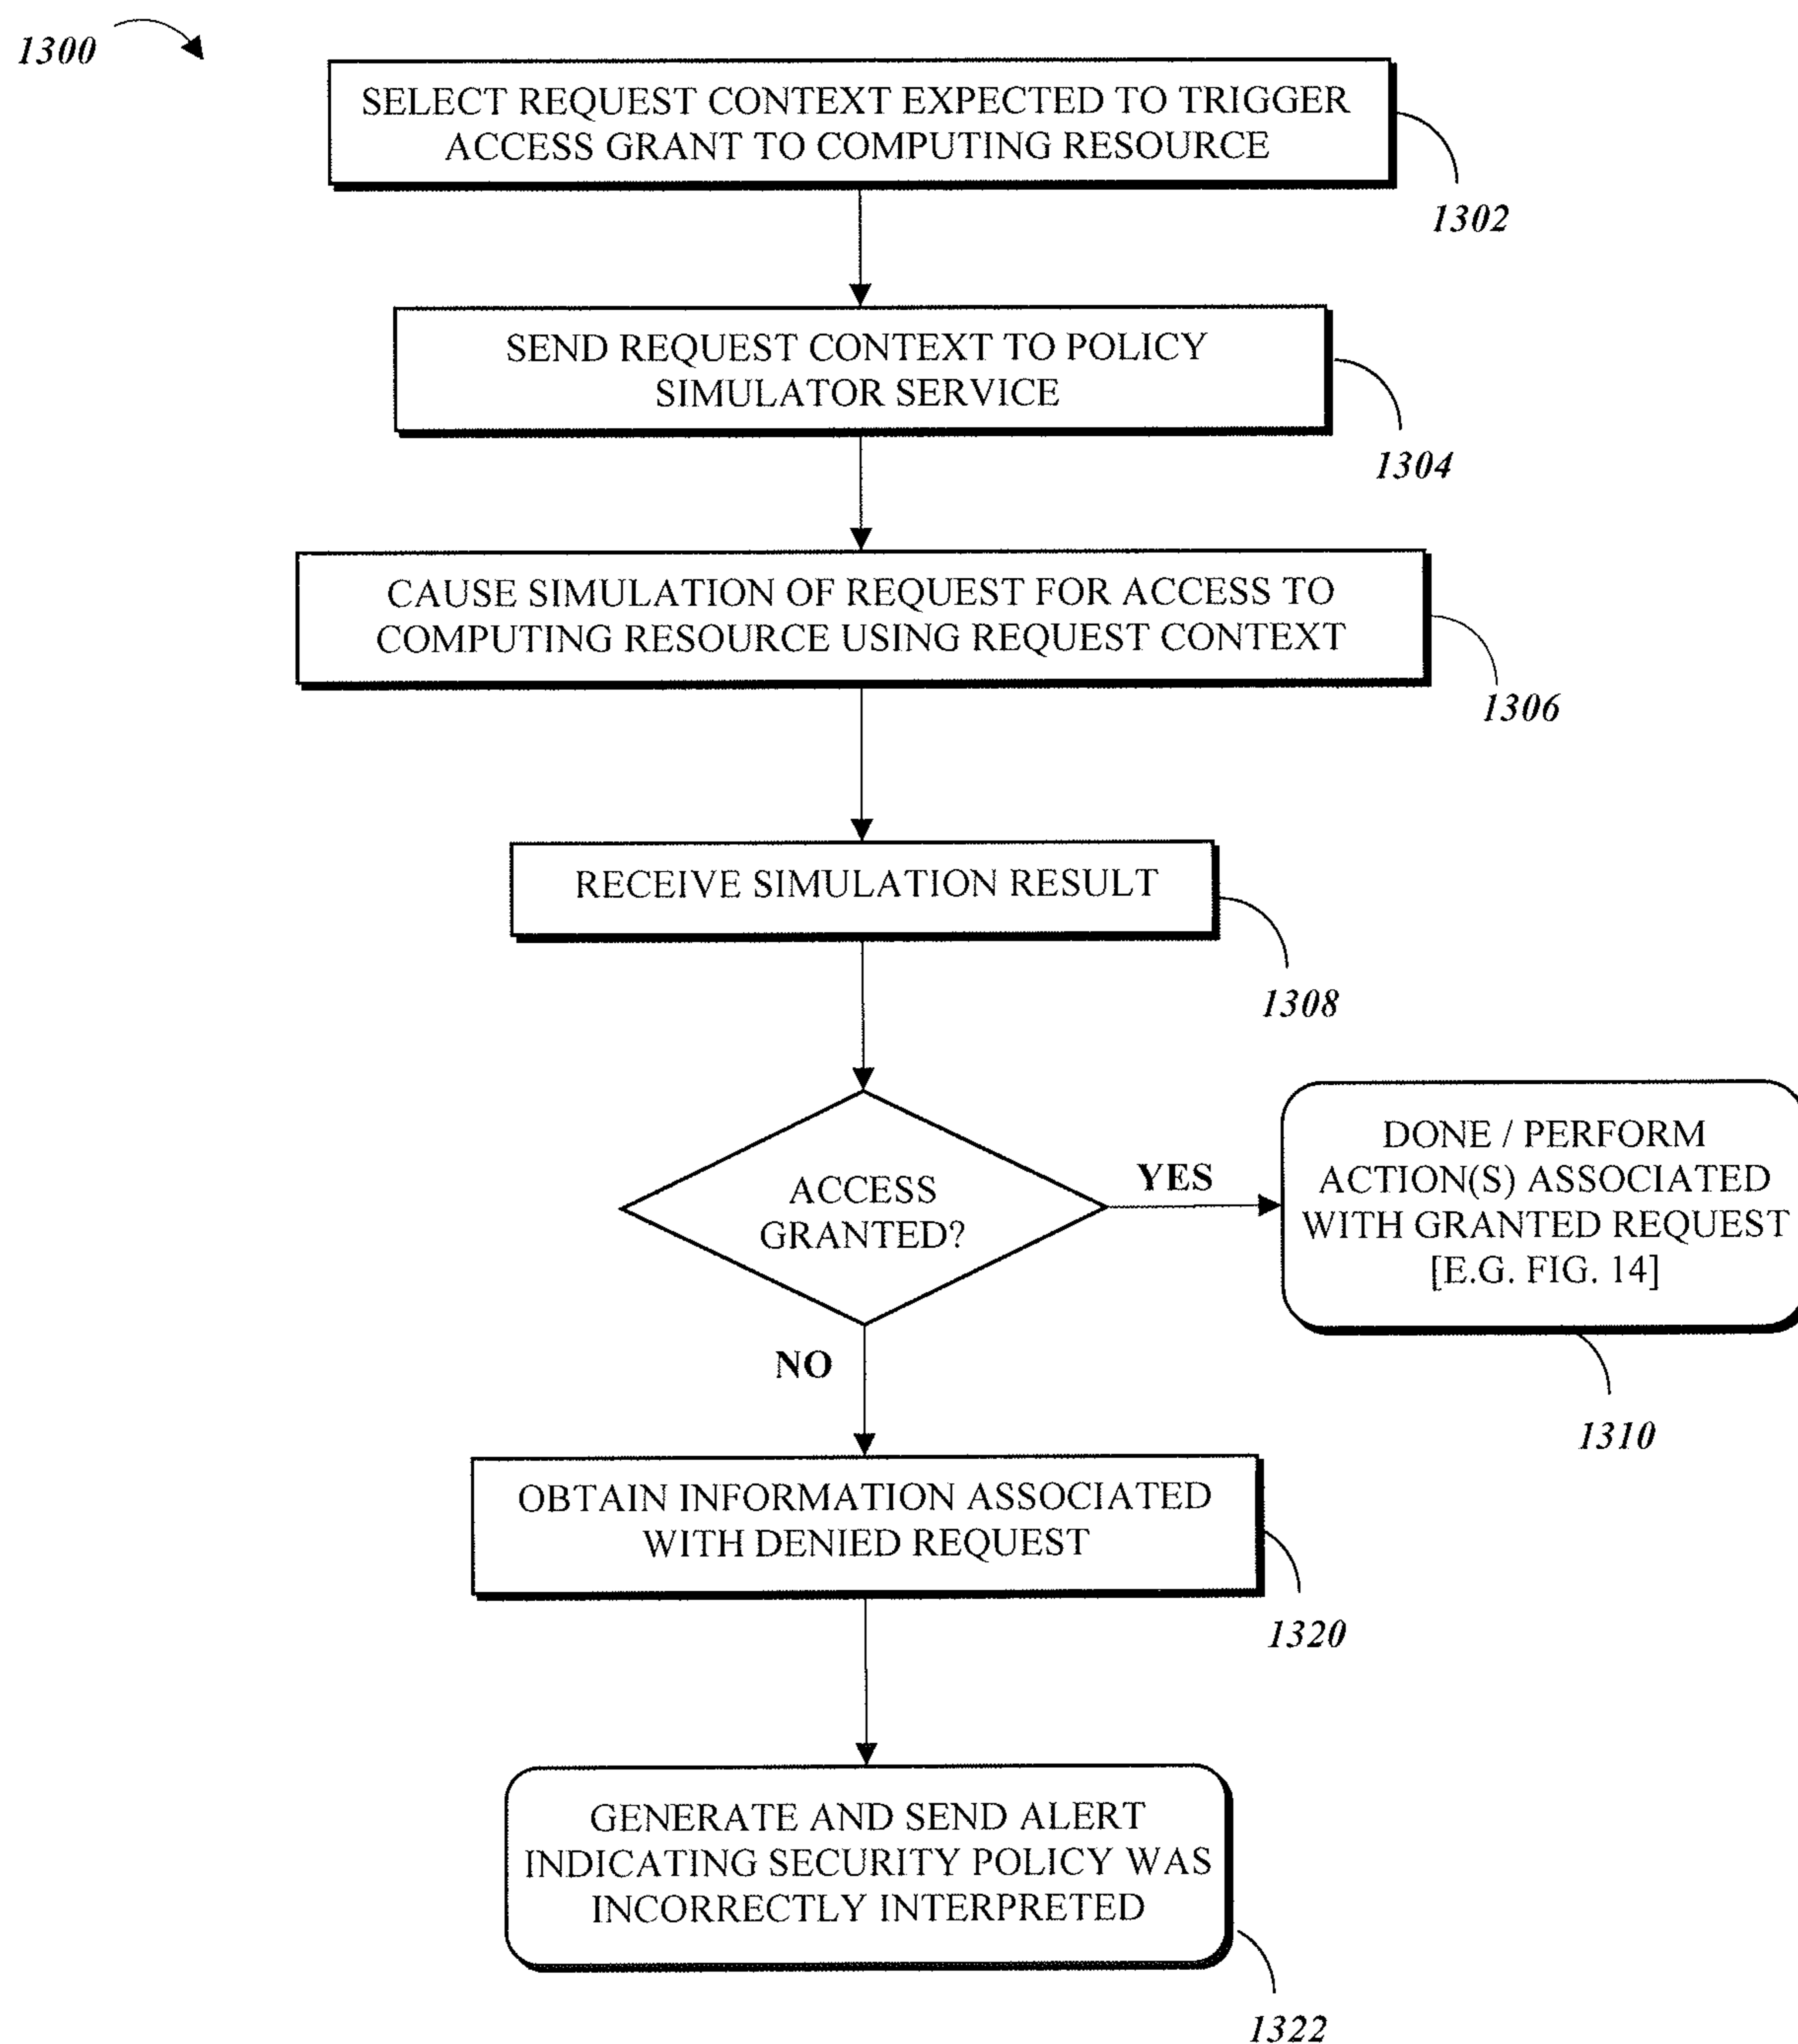 1300
SELECT REQUEST CONTEXT EXPECTED TO TRIGGER
ACCESS GRANT TO COMPUTING RESOURCE
1302
SEND REQUEST CONTEXT TO POLICY
SIMULATOR SERVICE
1304
CAUSE SIMULATION OF REQUEST FOR ACCESS TO
COMPUTING RESOURCE USING REQUEST CONTEXT
1306
RECEIVE SIMULATION RESULT
1308
ACCESS
GRANTED?
YES
DONE / PERFORM
ACTION(S) ASSOCIATED
WITH GRANTED REQUEST
[E.G. FIG. 14]
1310
NO
OBTAIN INFORMATION ASSOCIATED
WITH DENIED REQUEST
1320
GENERATE AND SEND ALERT
INDICATING SECURITY POLICY WAS
INCORRECTLY INTERPRETED
1322